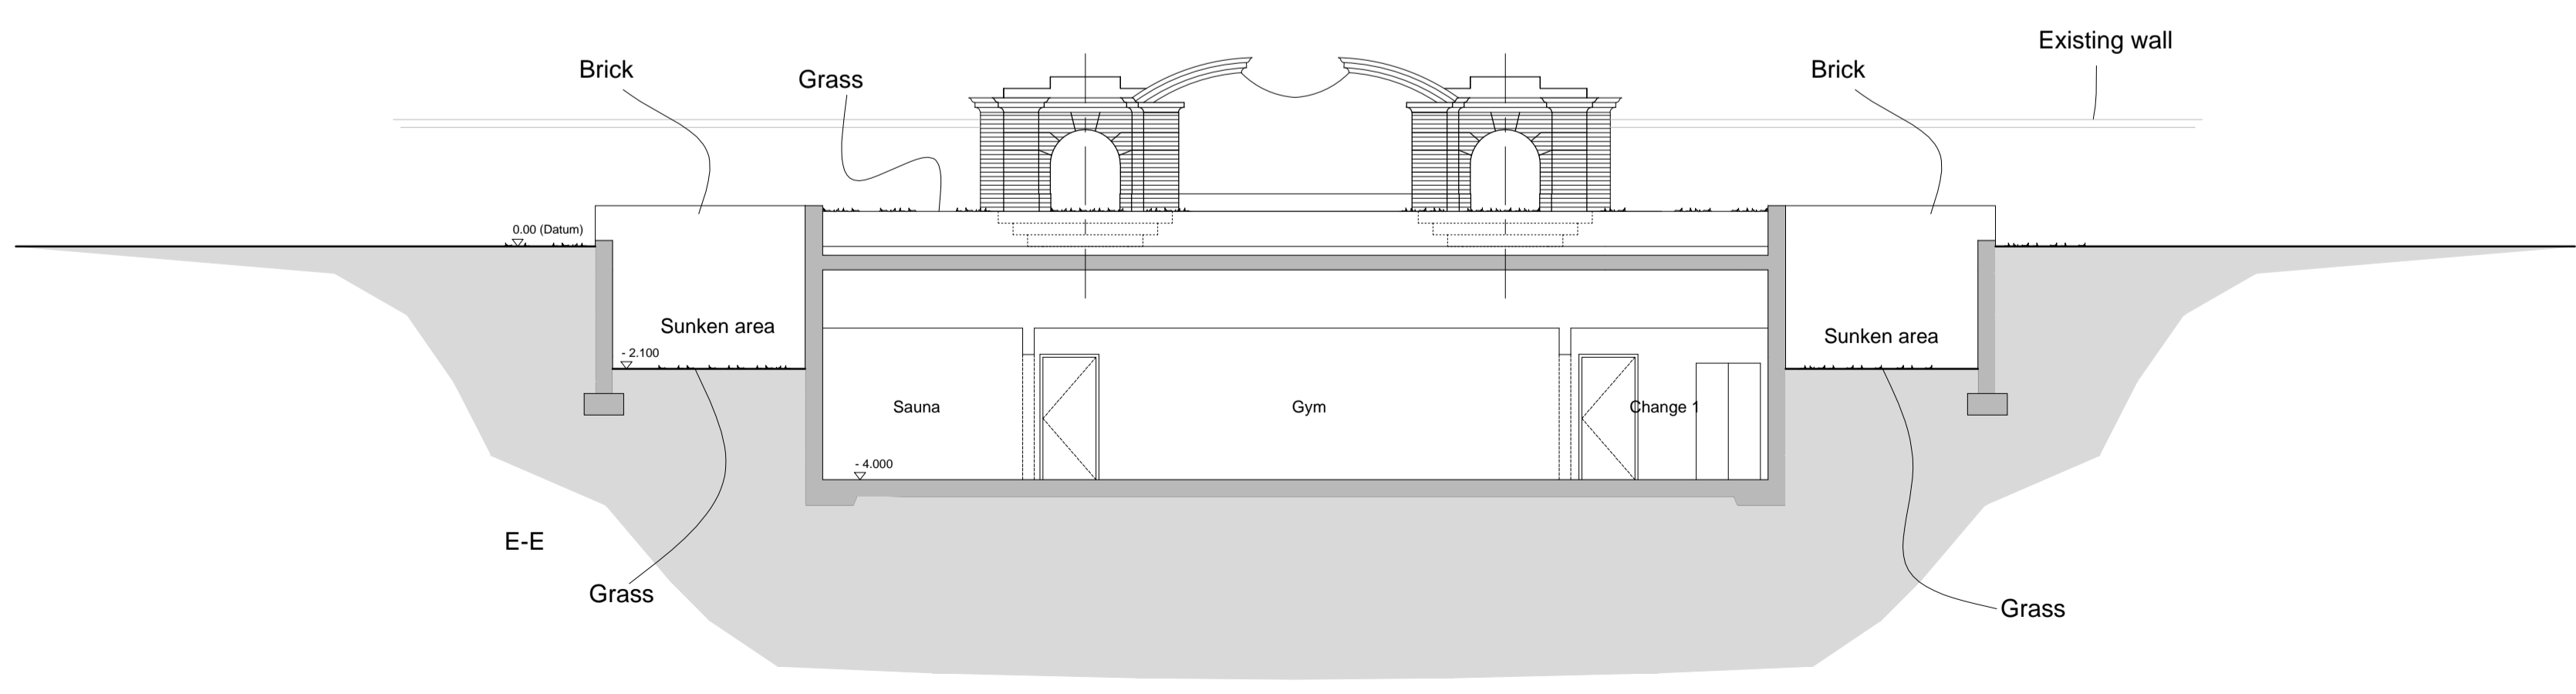 Existing wall
Brick
Grass
Brick
0.00 (Datum)
Sunken area
Sunken area
- 2.100
Sauna
Gym
Change 1
- 4.000
E-E
Grass
Grass